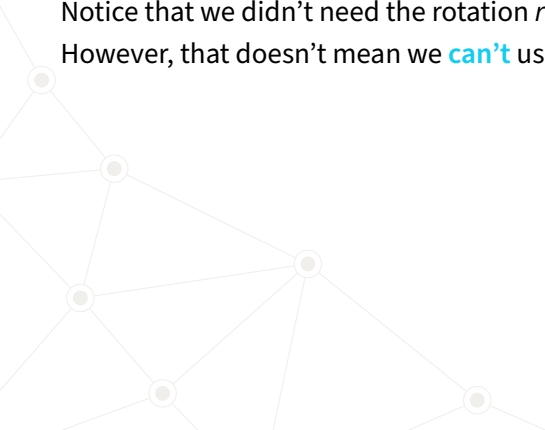 Notice that we didn’t need the rotation
However, that doesn’t mean we can’t us